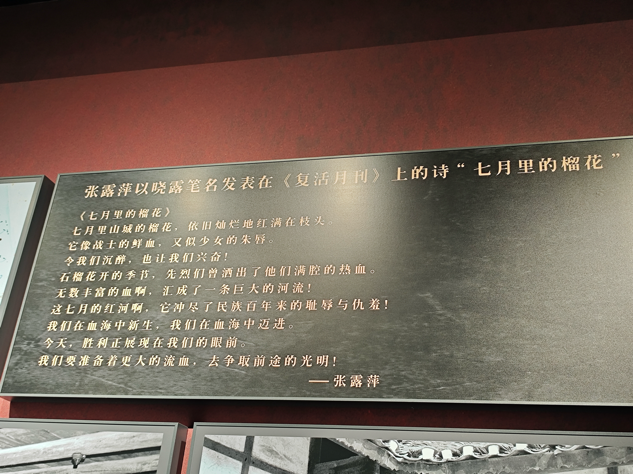 张露萍以晓露笔名发表在《复活月刊》上的诗“七月里的榴花”
《七月里的榴花》
七月里山城的榴花，依旧灿烂地红满在枝头。
它像战士的鲜血，又似少女的朱唇。
令我们沉醉，也让我们兴奋！
石榴花开的季节，先烈们曾洒出了他们满腔的热血。
无数丰富的血啊，汇成了一条巨大的河流！
这七月的红河啊，它冲尽了民族百年来的耻辱与仇羞！
我们在血海中新生，我们在血海中迈进。
今天，胜利正展现在我们的眼前。
我们要准备着更大的流血，去争取前途的光明！
——张露萍